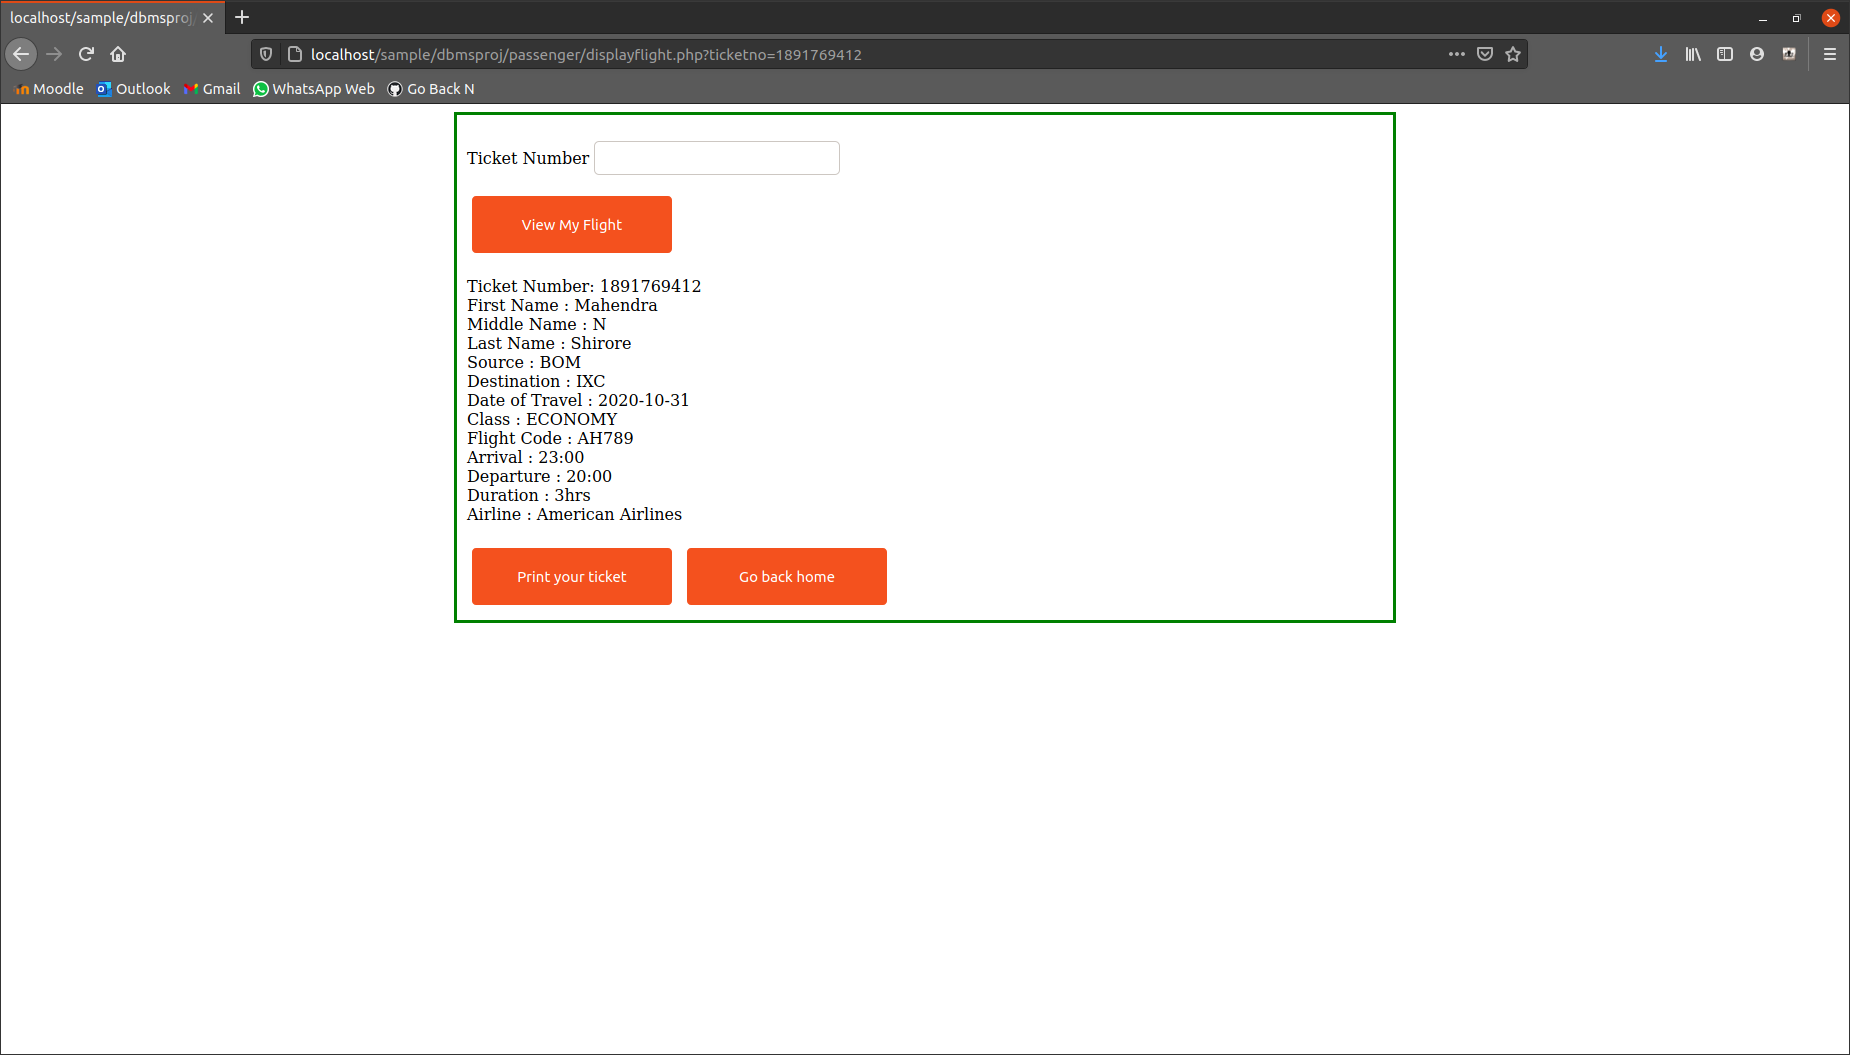 localhost/sample/dbmsproj/
localhost/sample/dbmsproj/passenger/displayflight.php?ticketno=1891769412
Moodle Outlook Gmail WhatsApp Web Go Back N
Ticket Number
View My Flight
Ticket Number: 1891769412
First Name : Mahendra
Middle Name : N
Last Name : Shirore
Source : BOM
Destination : IXC
Date of Travel : 2020-10-31
Class : ECONOMY
Flight Code : AH789
Arrival : 23:00
Departure : 20:00
Duration : 3hrs
Airline : American Airlines
Print your ticket Go back home